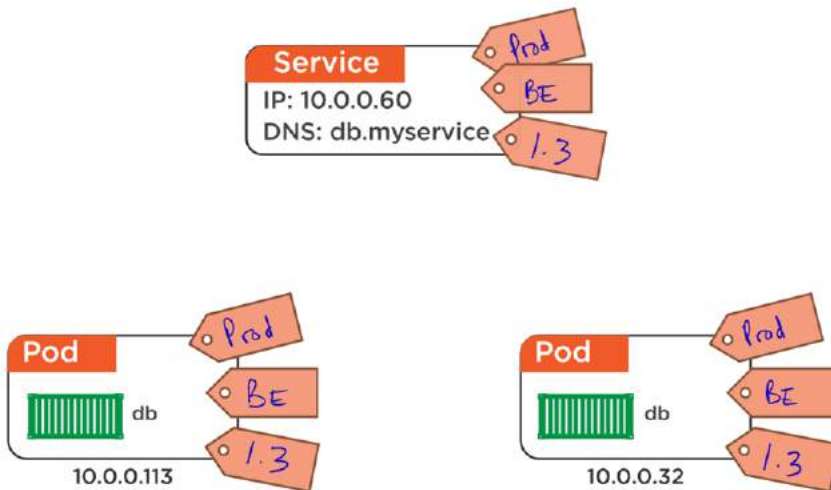 Service
IP: 10.0.0.60
DNS: db.myservice
Prod
BE
1.3
Pod
db
10.0.0.113
Prod
BE
1.3
Pod
db
10.0.0.32
Prod
BE
1.3